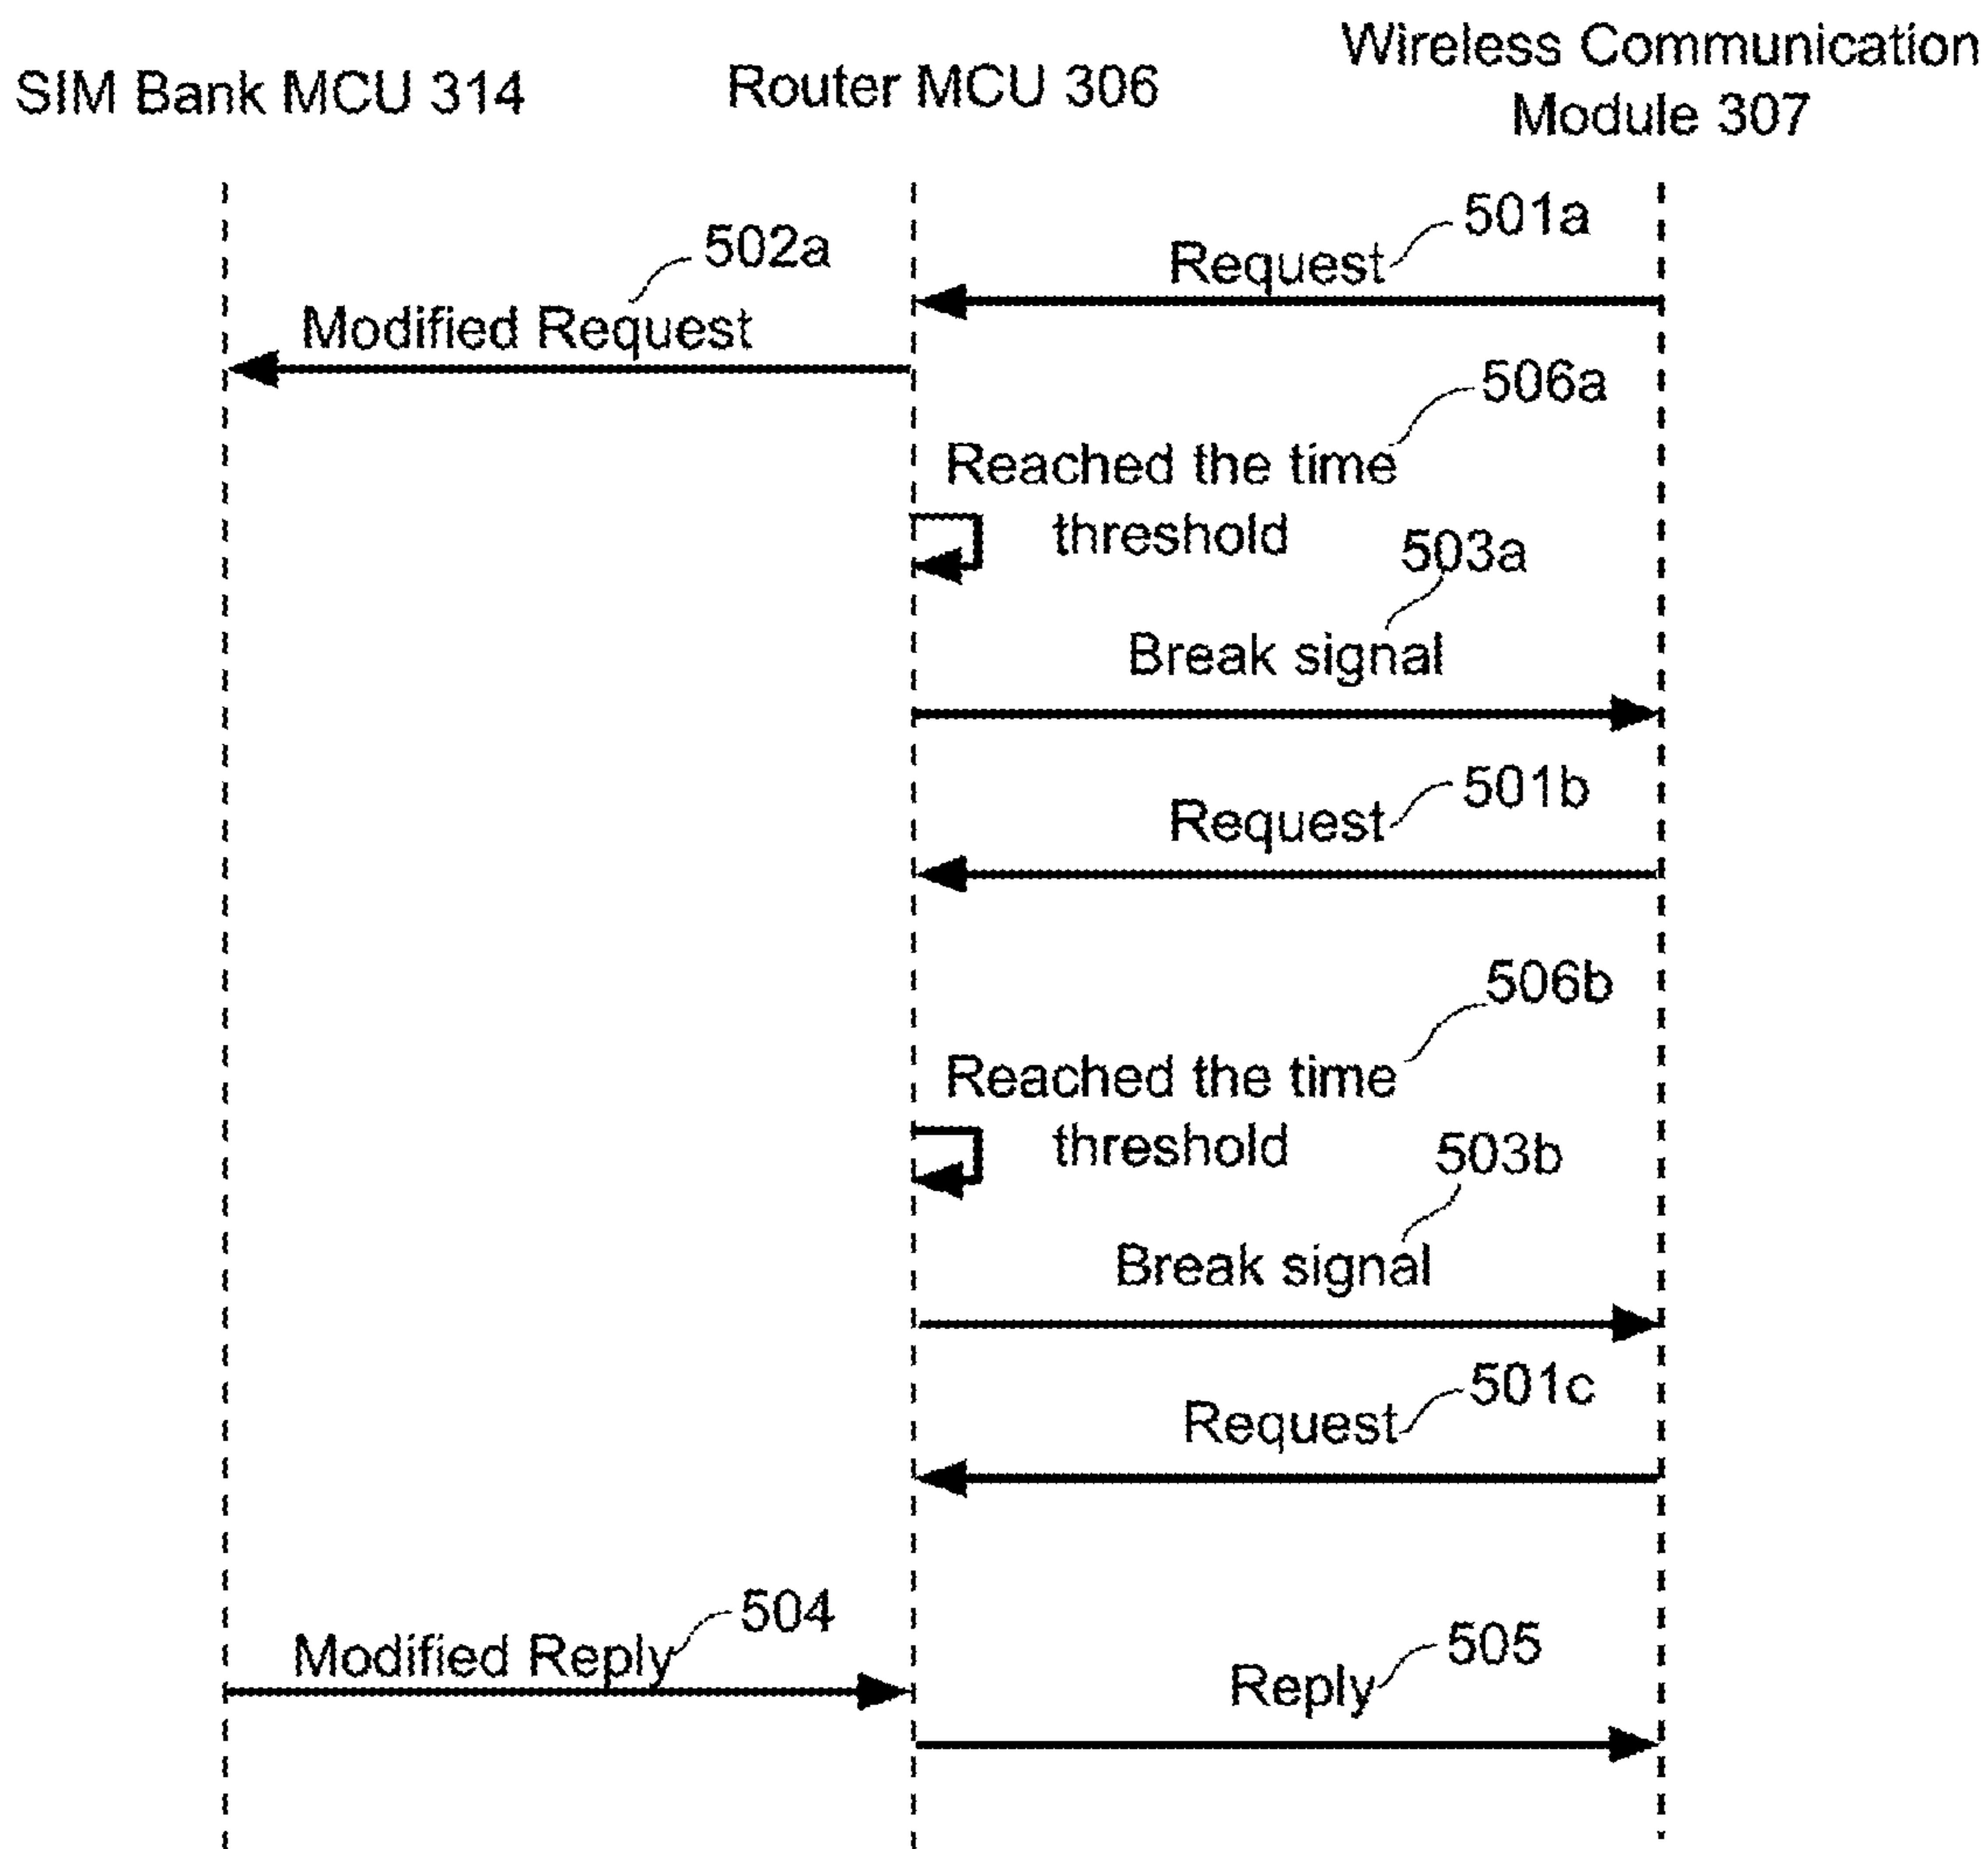 SIM Bank MCU 314
Router MCU 306
Wireless Communication
Module 307
501a
Request
502a
Modified Request
506a
Reached the time
threshold
503a
Break signal
501b
Request
506b
Reached the time
threshold
503b
Break signal
501c
Request
504
Modified Reply
505
Reply